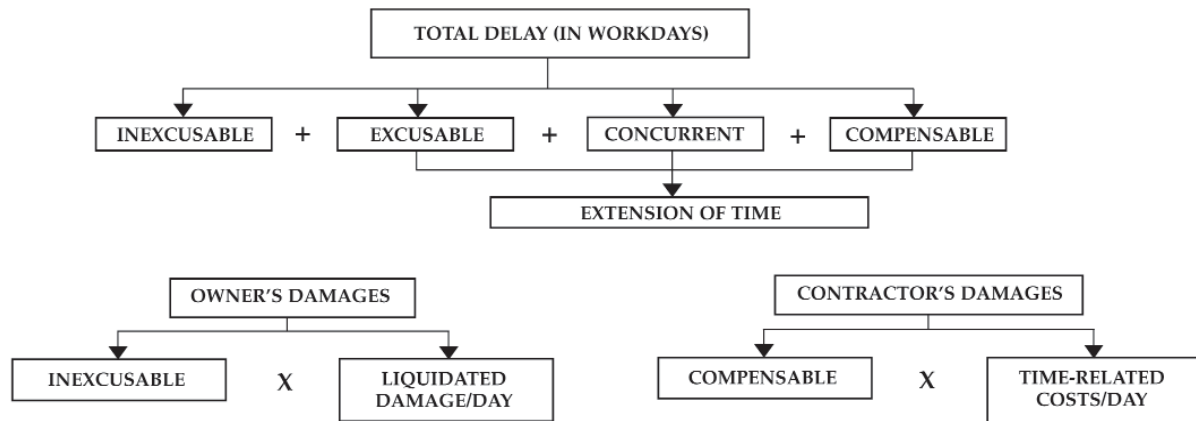 TOTAL DELAY (IN WORKDAYS)
INEXCUSABLE + EXCUSABLE + CONCURRENT + COMPENSABLE
EXTENSION OF TIME
OWNER'S DAMAGES
INEXCUSABLE X LIQUIDATED
DAMAGE/DAY
CONTRACTOR'S DAMAGES
COMPENSABLE X TIME-RELATED
COSTS/DAY